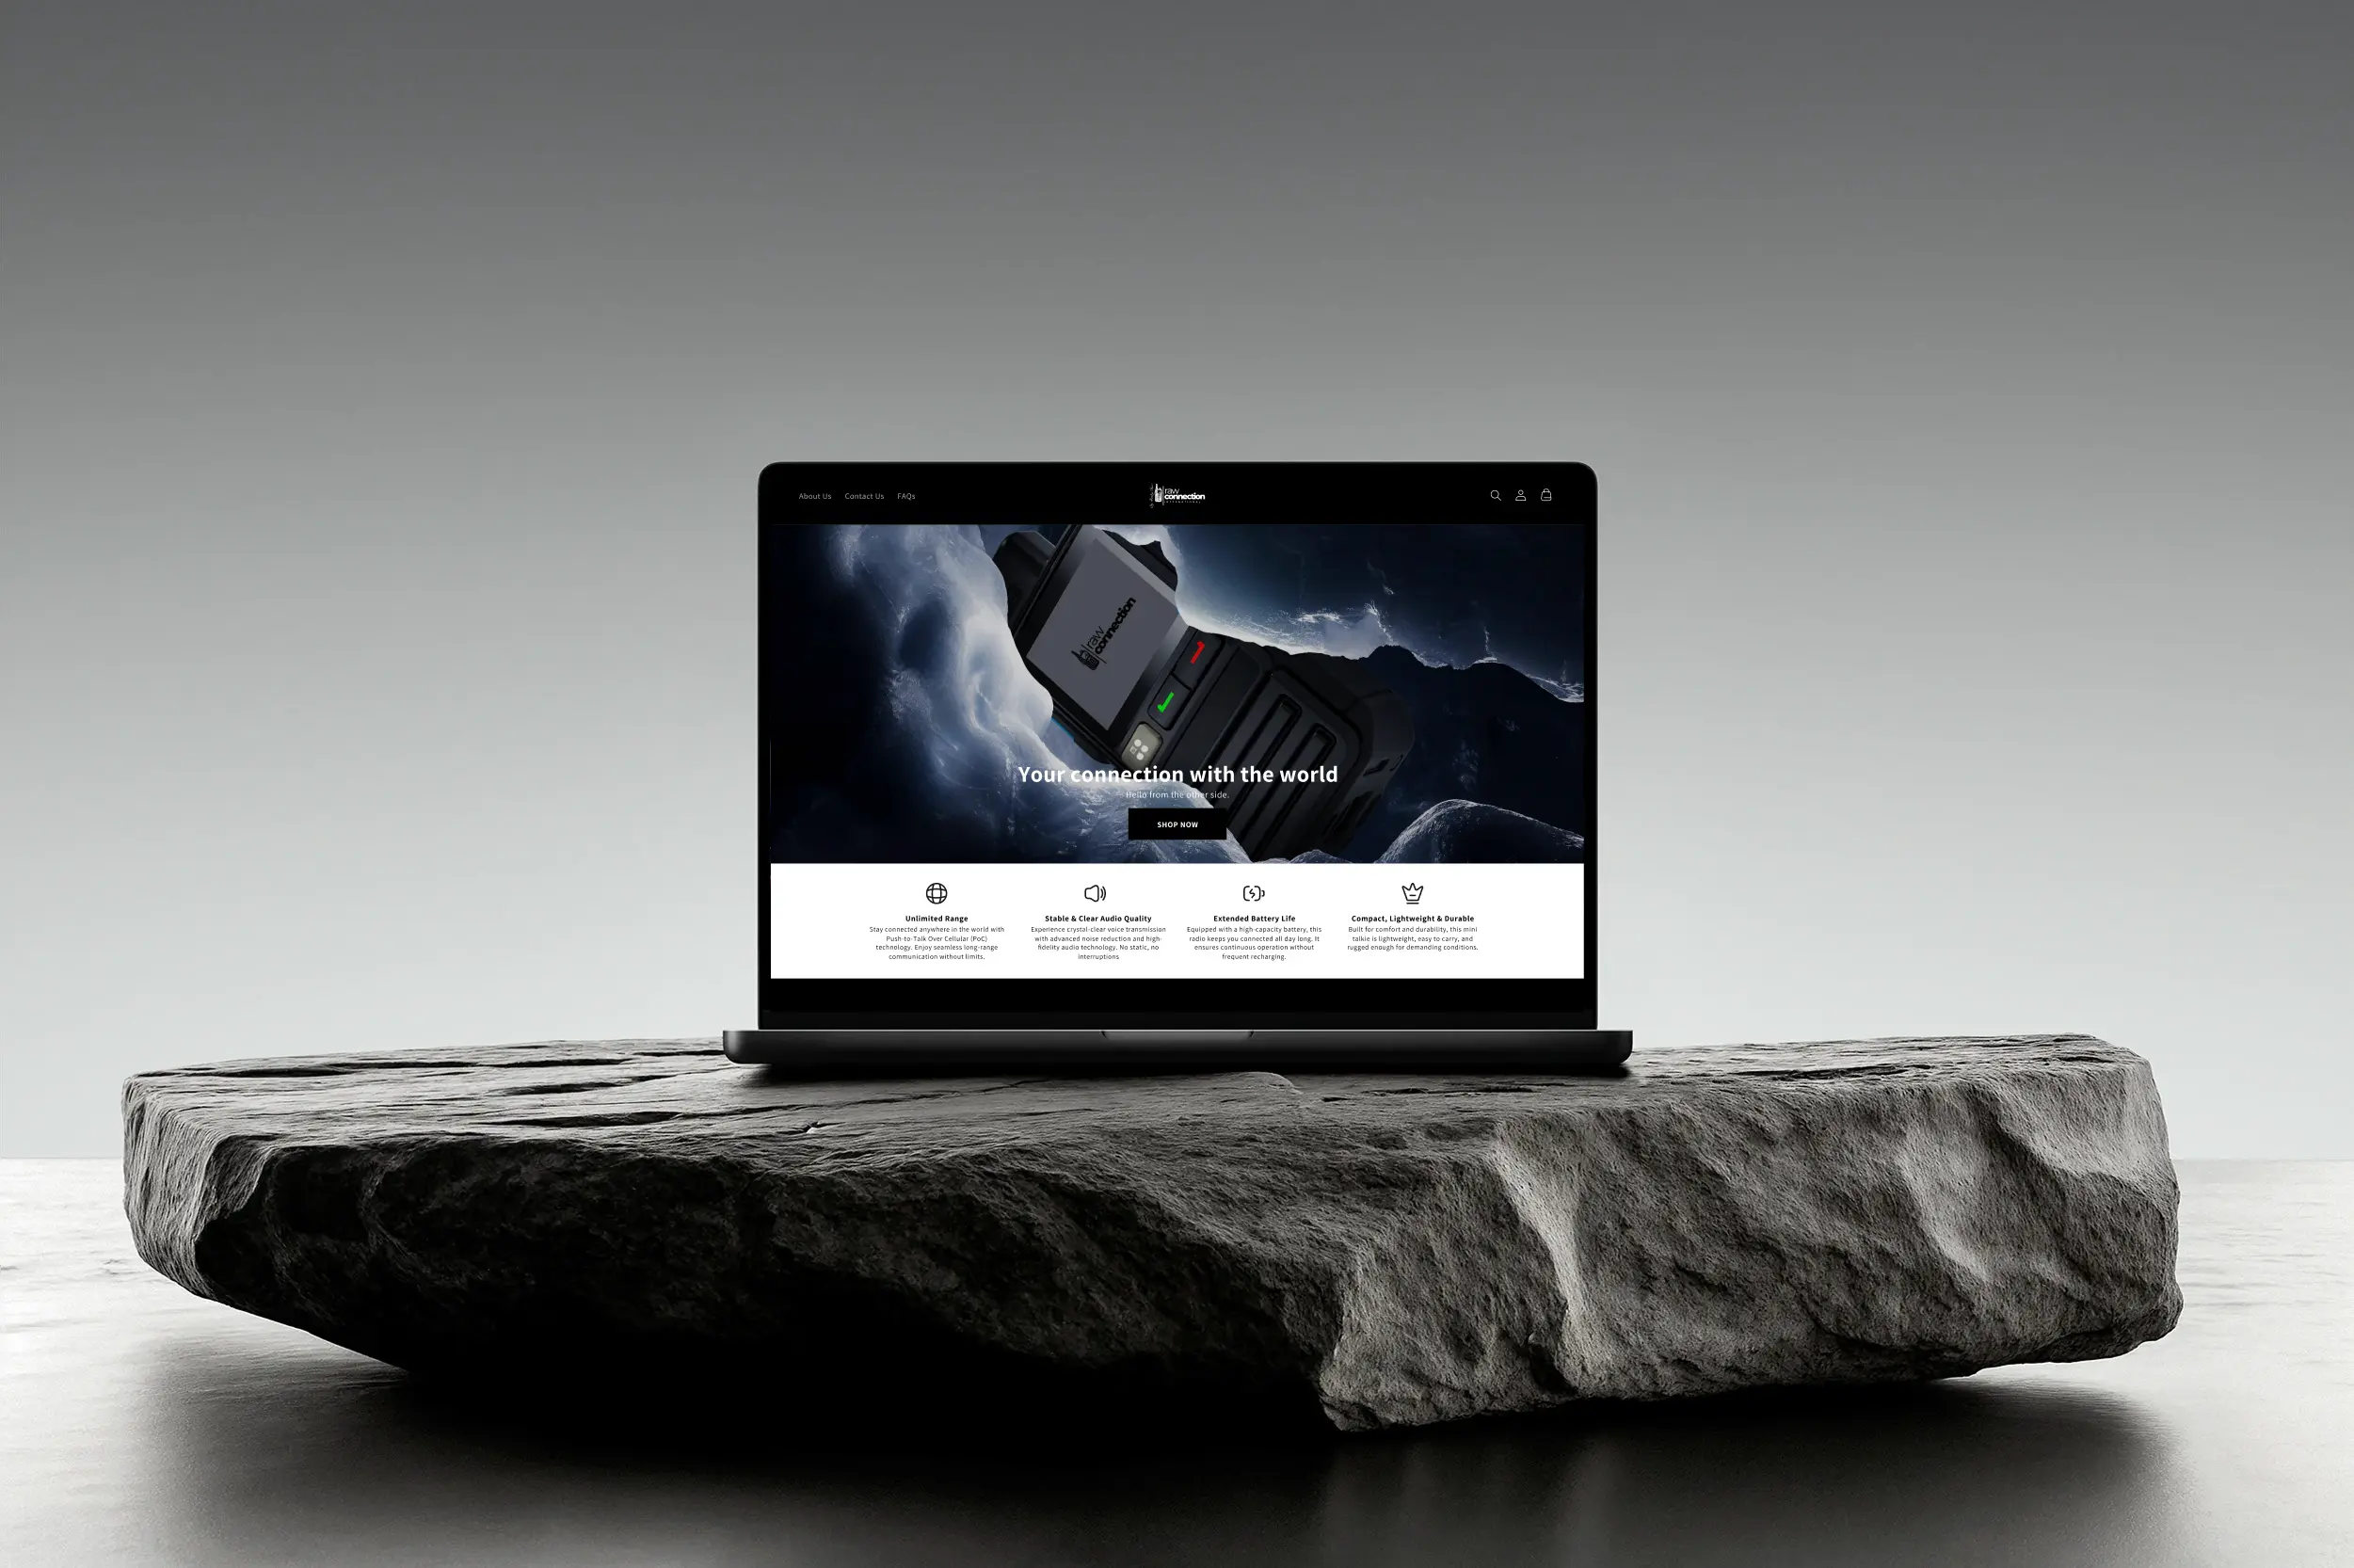 About Us Contact Us FAQs
raw
connection
raw
connection
Your connection with the world
Hello from the other side.
SHOP NOW
Unlimited Range
Stay connected anywhere in the world with
Push-to-Talk Over Cellular (PoC)
technology. Enjoy seamless long-range
communication without limits.
Stable & Clear Audio Quality
Experience crystal-clear voice transmission
with advanced noise reduction and high-
fidelity audio technology. No static, no
interruptions
Extended Battery Life
Equipped with a high-capacity battery, this
radio keeps you connected all day long. It
ensures continuous operation without
frequent recharging.
Compact, Lightweight & Durable
Built for comfort and durability, this mini
talkie is lightweight, easy to carry, and
rugged enough for demanding conditions.